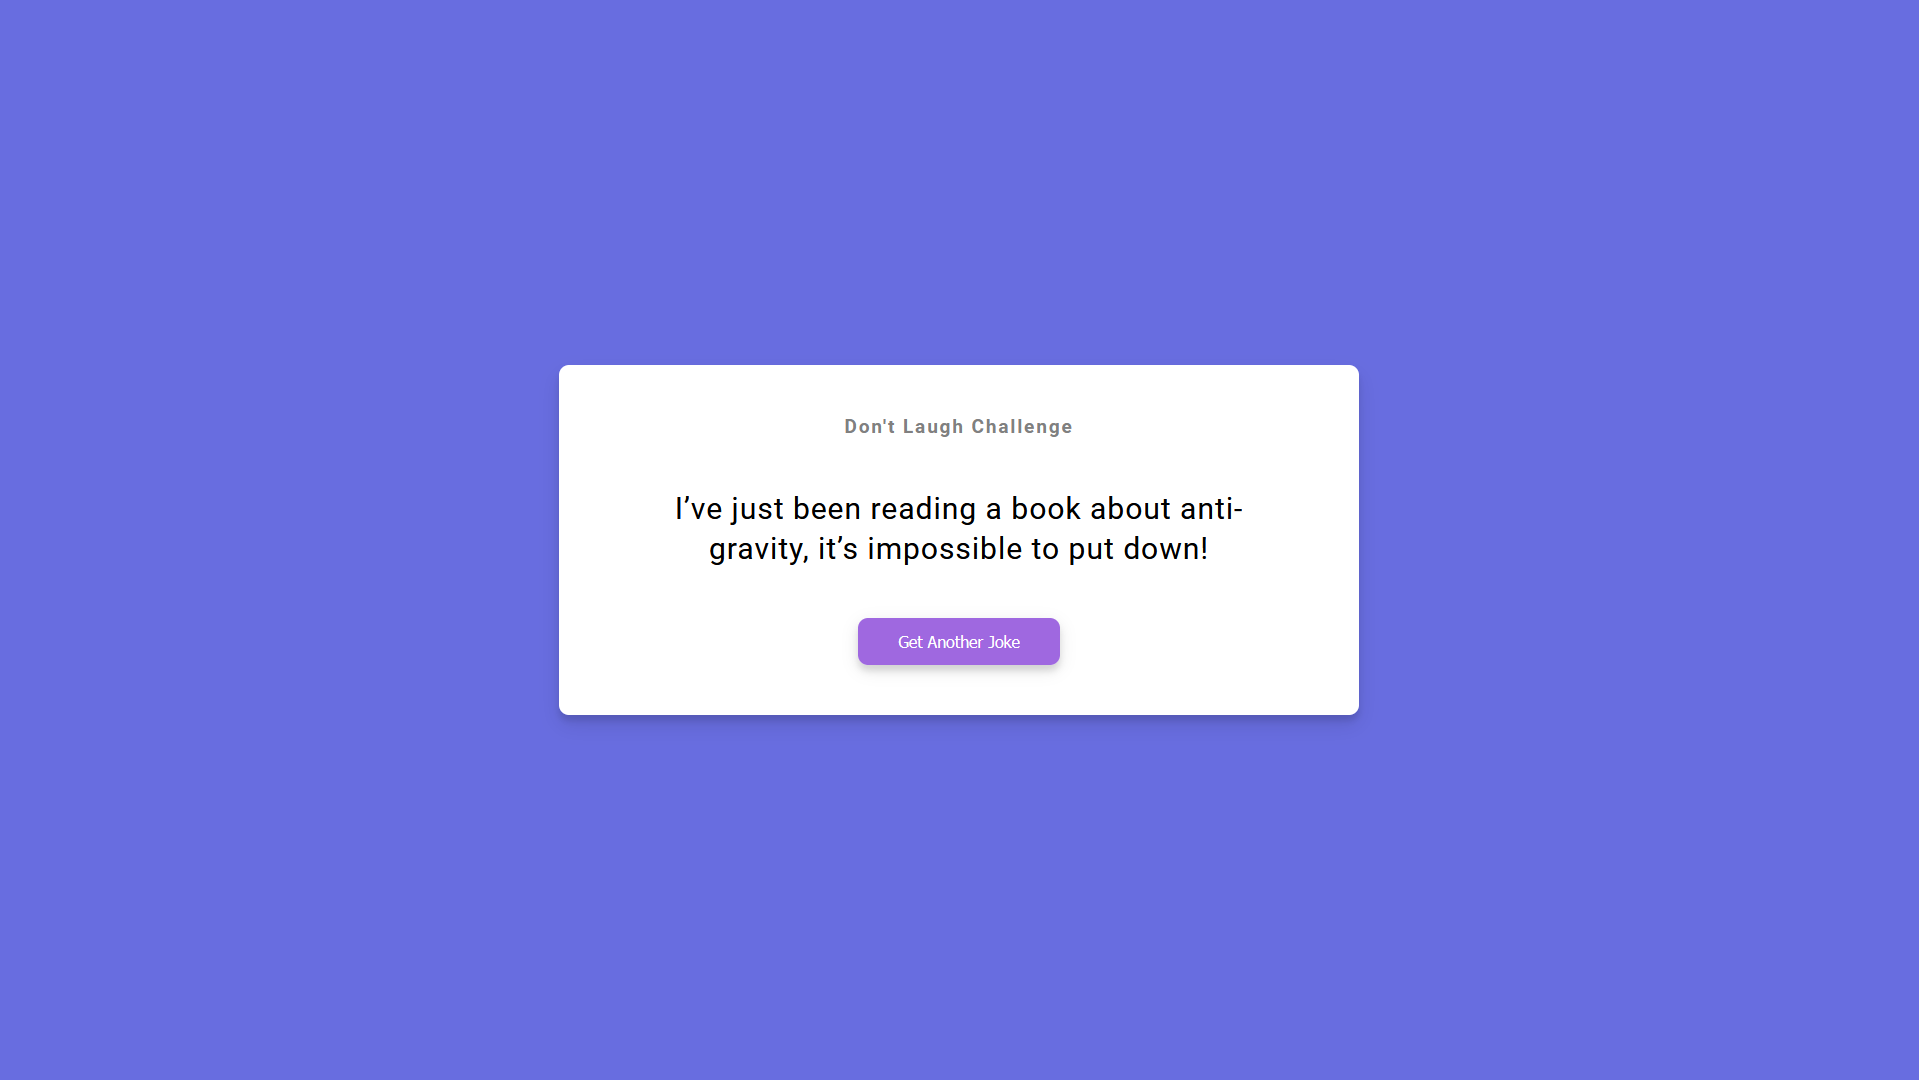 Don't Laugh Challenge
I’ve just been reading a book about anti-
gravity, it’s impossible to put down!
Get Another Joke